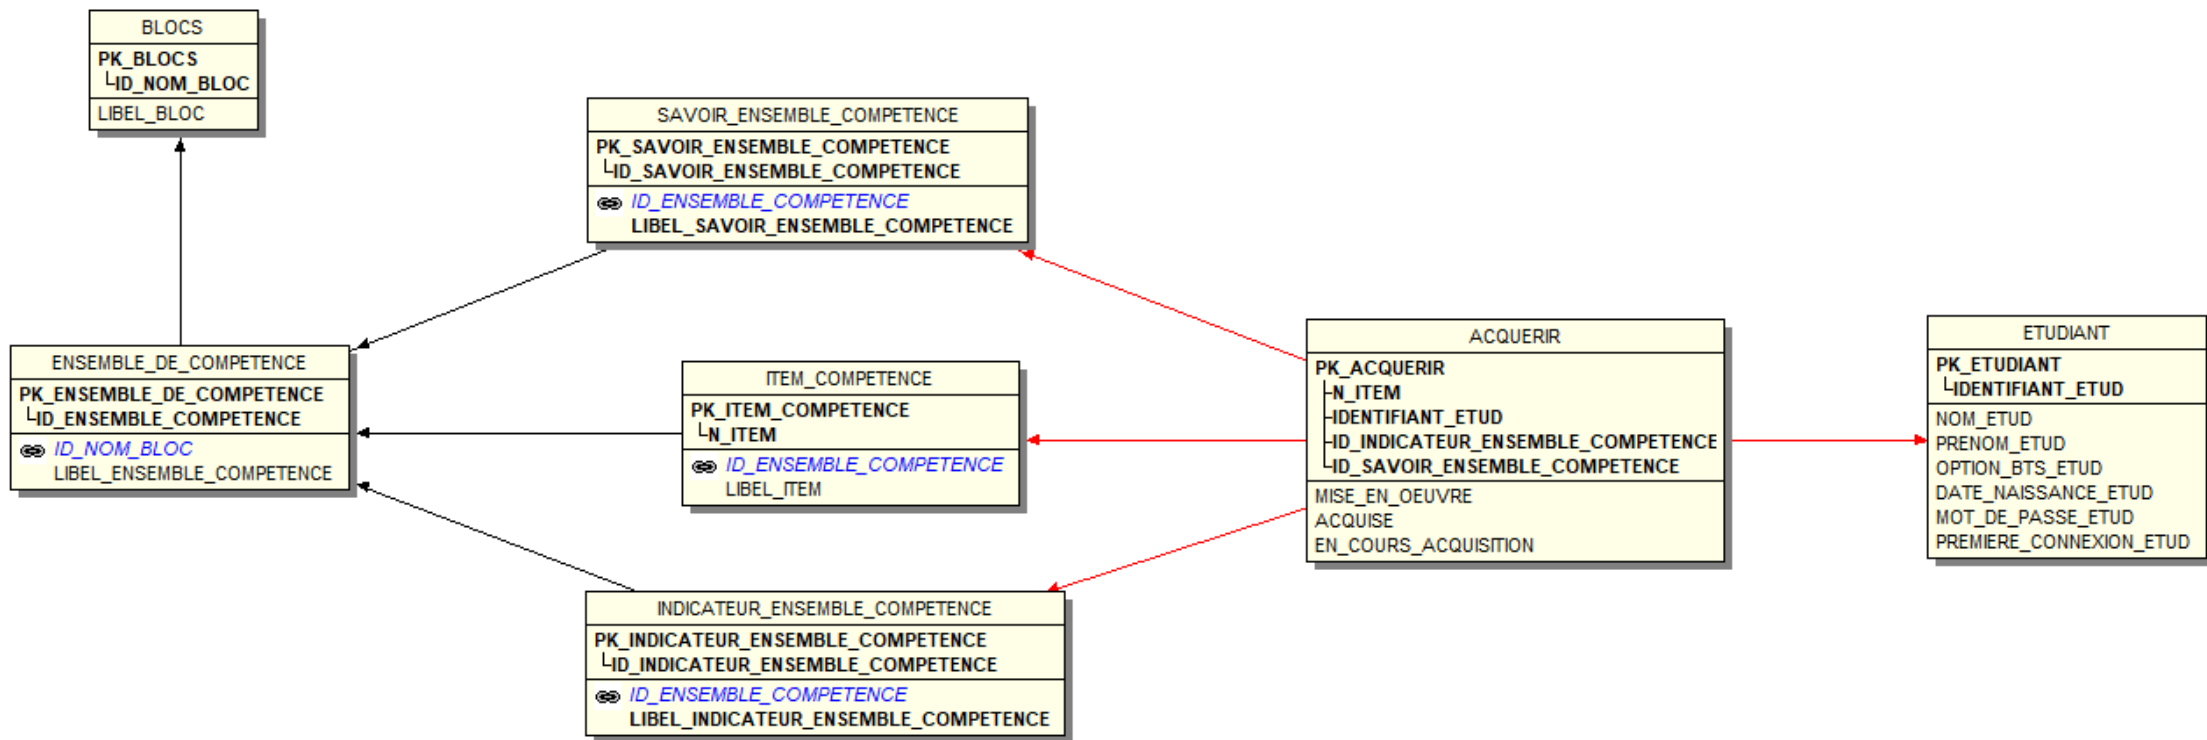 BLOCS
PK_BLOCS
ID_NOM_BLOC
LIBEL_BLOC
SAVOIR_ENSEMBLE_COMPETENCE
PK_SAVOIR_ENSEMBLE_COMPETENCE
ID_SAVOIR_ENSEMBLE_COMPETENCE
ID_ENSEMBLE_COMPETENCE
LIBEL_SAVOIR_ENSEMBLE_COMPETENCE
ENSEMBLE_DE_COMPETENCE
PK_ENSEMBLE_DE_COMPETENCE
ID_ENSEMBLE_COMPETENCE
ID_NOM_BLOC
LIBEL_ENSEMBLE_COMPETENCE
ITEM_COMPETENCE
PK_ITEM_COMPETENCE
N_ITEM
ID_ENSEMBLE_COMPETENCE
LIBEL_ITEM
ACQUERIR
PK_ACQUERIR
N_ITEM
IDENTIFIANT_ETUD
ID_INDICATEUR_ENSEMBLE_COMPETENCE
ID_SAVOIR_ENSEMBLE_COMPETENCE
MISE_EN_OEUVRE
ACQUISE
EN_COURS_ACQUISITION
ETUDIANT
PK_ETUDIANT
IDENTIFIANT_ETUD
NOM_ETUD
PRENOM_ETUD
OPTION_BTS_ETUD
DATE_NAISSANCE_ETUD
MOT_DE_PASSE_ETUD
PREMIERE_CONNEXION_ETUD
INDICATEUR_ENSEMBLE_COMPETENCE
PK_INDICATEUR_ENSEMBLE_COMPETENCE
ID_INDICATEUR_ENSEMBLE_COMPETENCE
ID_ENSEMBLE_COMPETENCE
LIBEL_INDICATEUR_ENSEMBLE_COMPETENCE